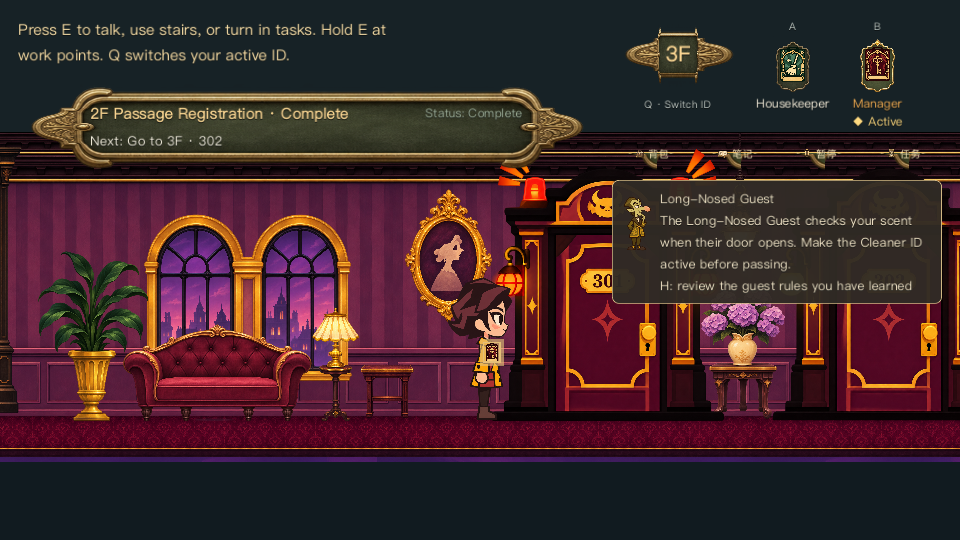 Press E to talk, use stairs, or turn in tasks. Hold E at
work points. Q switches your active ID.
3F
A
B
Q · Switch ID
Housekeeper
Manager
◆ Active
2F Passage Registration · Complete
Status: Complete
Next: Go to 3F · 302
背包
笔记
暂停
任务
Long-Nosed Guest
The Long-Nosed Guest checks your scent
when their door opens. Make the Cleaner ID
active before passing.
H: review the guest rules you have learned